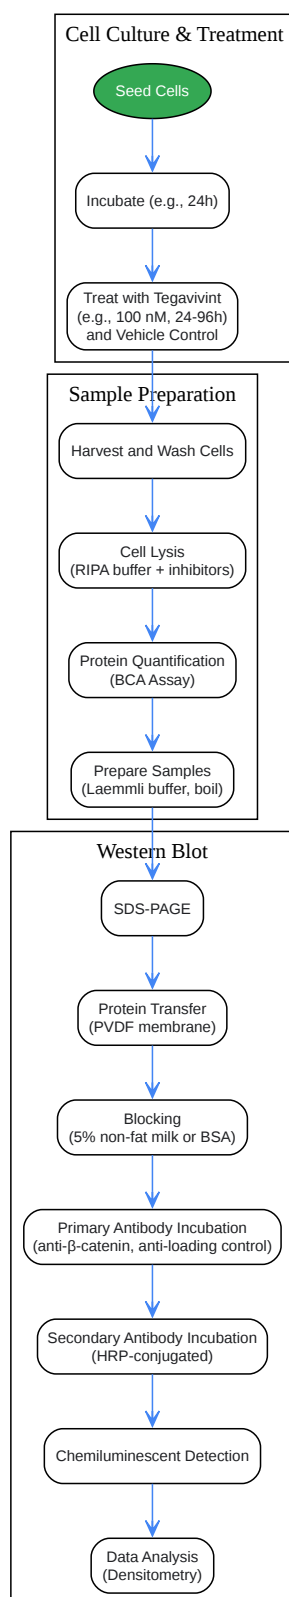 Cell Culture & Treatment
Seed Cells
Incubate (e.g., 24h)
Treat with Tegavivint
(e.g., 100 nM, 24-96h)
and Vehicle Control
Sample Preparation
Harvest and Wash Cells
Cell Lysis
(RIPA buffer + inhibitors)
Protein Quantification
(BCA Assay)
Prepare Samples
(Laemmli buffer, boil)
Western Blot
SDS-PAGE
Protein Transfer
(PVDF membrane)
Blocking
(5% non-fat milk or BSA)
Primary Antibody Incubation
(anti-β-catenin, anti-loading control)
Secondary Antibody Incubation
(HRP-conjugated)
Chemiluminescent Detection
Data Analysis
(Densitometry)